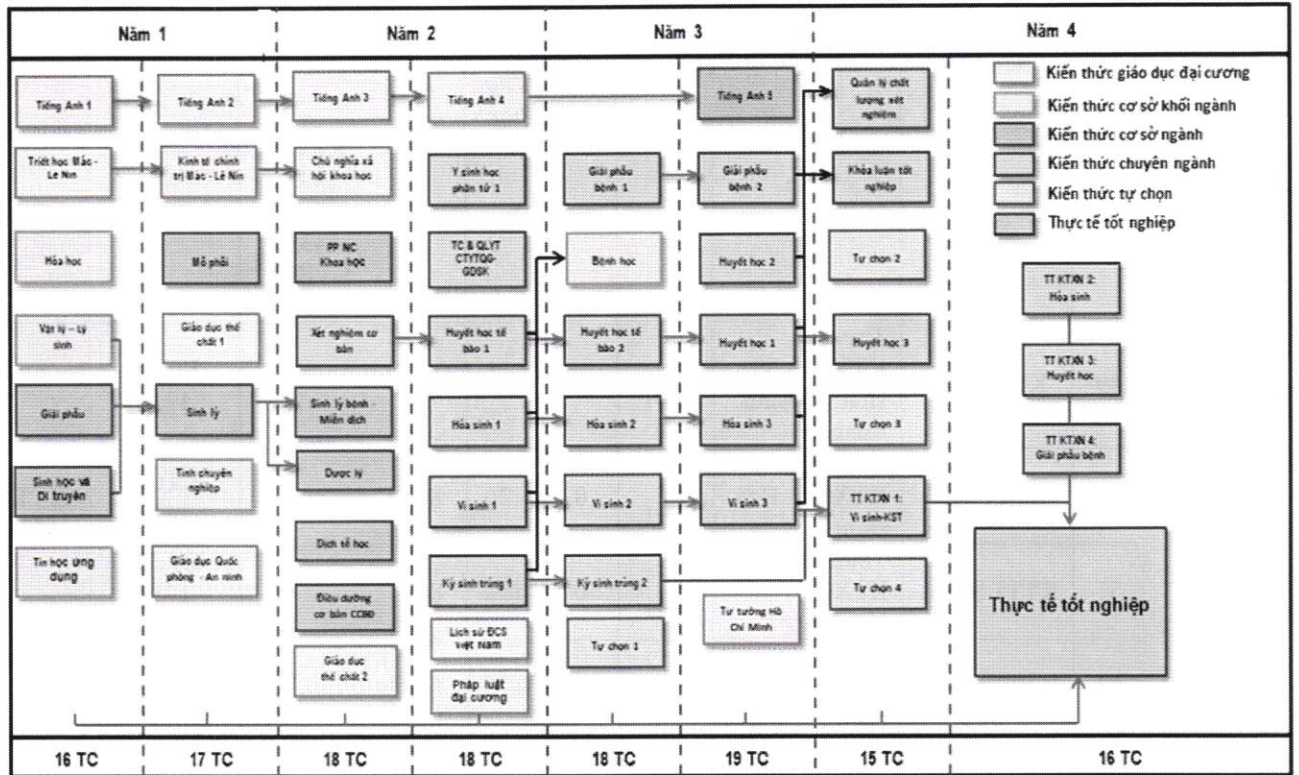 Năm 1
Năm 2
Năm 3
Năm 4
Tiếng Anh 1
Tiếng Anh 2
Tiếng Anh 3
Tiếng Anh 4
Tiếng Anh 5
Quản lý chất
lượng xét
nghiệm
Kiến thức giáo dục đại cương
Kiến thức cơ sở khối ngành
Kiến thức cơ sở ngành
Kiến thức chuyên ngành
Kiến thức tự chọn
Thực tế tốt nghiệp
Triết học Mác -
Lê Nin
Kinh tế chính
trị Mác - Lê Nin
Chủ nghĩa xã
hội khoa học
Y sinh học
phân tử 1
Giải phẫu
bệnh 1
Giải phẫu
bệnh 2
Khóa luận tốt
nghiệp
Hóa học
Mô phôi
PP NC
Khoa học
TC & QLYT
CTYTQG-
GDSK
Bệnh học
Huyết học 2
Tự chọn 2
TT KTXN 2:
Hóa sinh
Vật lý – Lý
sinh
Giáo dục thể
chất 1
Xét nghiệm cơ
bản
Huyết học tế
bào 1
Huyết học tế
bào 2
Huyết học 1
Huyết học 3
TT KTXN 3:
Huyết học
Giải phẫu
Sinh lý
Sinh lý bệnh -
Miễn dịch
Hóa sinh 1
Hóa sinh 2
Hóa sinh 3
Tự chọn 3
TT KTXN 4:
Giải phẫu bệnh
Sinh học và
Di truyền
Tính chuyên
nghiệp
Dược lý
Vi sinh 1
Vi sinh 2
Vi sinh 3
TT KTXN 1:
Vi sinh-KST
Tin học ứng
dụng
Giáo dục Quốc
phòng - An ninh
Dịch tễ học
Ký sinh trùng 1
Ký sinh trùng 2
Tự chọn 4
Thực tế tốt nghiệp
Điều dưỡng
cơ bản CCBĐ
Lịch sử ĐCS
việt Nam
Tự chọn 1
Tư tưởng Hồ
Chí Minh
Giáo dục
thể chất 2
Pháp luật
đại cương
16 TC
17 TC
18 TC
18 TC
18 TC
19 TC
15 TC
16 TC